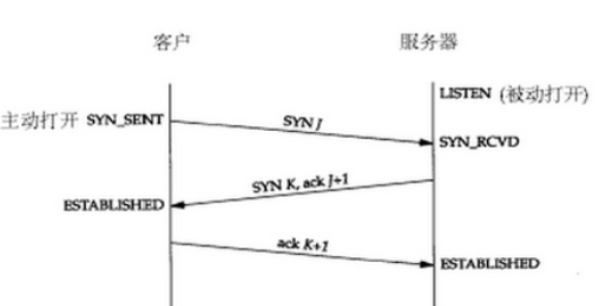 客户 服务器
LISTEN (被动打开)
主动打开 SYN_SENT
SYN J
SYN_RCVD
SYN K, ack J+1
ESTABLISHED
ack K+1
ESTABLISHED